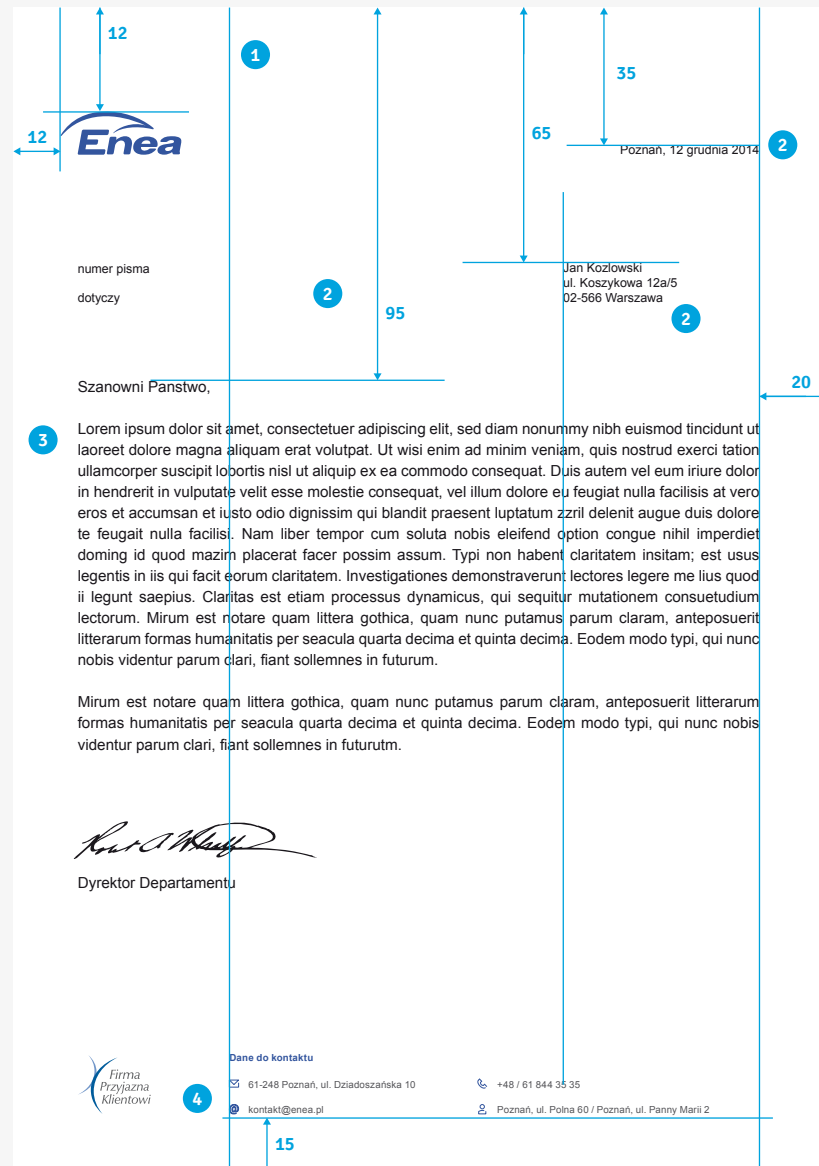 12
1
35
12
Enea
65
Poznań, 12 grudnia 2014
2
numer pisma
Jan Kozlowski
ul. Koszykowa 12a/5
dotyczy
2
02-566 Warszawa
95
2
Szanowni Panstwo,
20
3
Lorem ipsum dolor sit amet, consectetuer adipiscing elit, sed diam nonummy nibh euismod tincidunt ut
laoreet dolore magna aliquam erat volutpat. Ut wisi enim ad minim veniam, quis nostrud exerci tation
ullamcorper suscipit lobortis nisl ut aliquip ex ea commodo consequat. Duis autem vel eum iriure dolor
in hendrerit in vulputate velit esse molestie consequat, vel illum dolore eu feugiat nulla facilisis at vero
eros et accumsan et iusto odio dignissim qui blandit praesent luptatum zzril delenit augue duis dolore
te feugait nulla facilisi. Nam liber tempor cum soluta nobis eleifend option congue nihil imperdiet
doming id quod mazim placerat facer possim assum. Typi non habent claritatem insitam; est usus
legentis in iis qui facit eorum claritatem. Investigationes demonstraverunt lectores legere me lius quod
ii legunt saepius. Claritas est etiam processus dynamicus, qui sequitur mutationem consuetudium
lectorum. Mirum est notare quam littera gothica, quam nunc putamus parum claram, anteposuerit
litterarum formas humanitatis per seacula quarta decima et quinta decima. Eodem modo typi, qui nunc
nobis videntur parum clari, fiant sollemnes in futurum.
Mirum est notare quam littera gothica, quam nunc putamus parum claram, anteposuerit litterarum
formas humanitatis per seacula quarta decima et quinta decima. Eodem modo typi, qui nunc nobis
videntur parum clari, fiant sollemnes in fututurm.
Dyrektor Departamentu
Firma
Przyjazna
Klientowi
4
Dane do kontaktu
61-248 Poznań, ul. Dziadoszańska 10
+48 / 61 844 35 35
kontakt@enea.pl
Poznań, ul. Polna 60 / Poznań, ul. Panny Marii 2
15